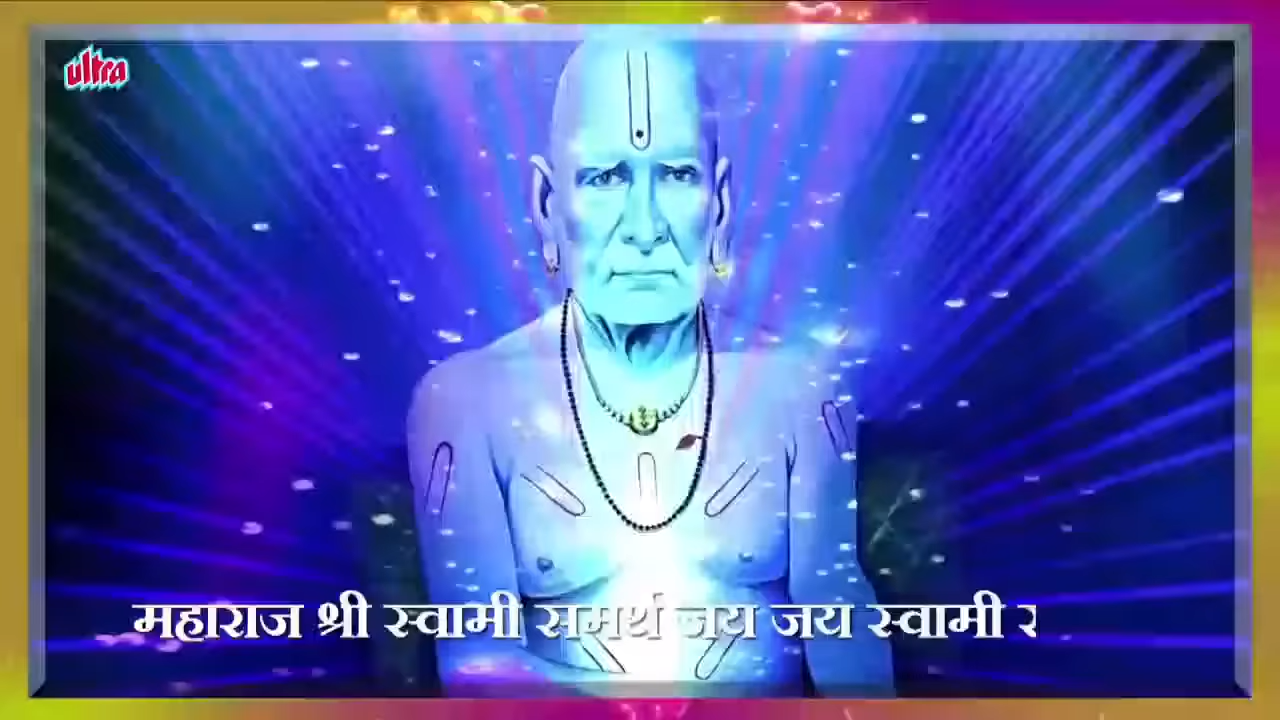 ultra
महाराज श्री स्वामी समर्थ जय जय स्वामी